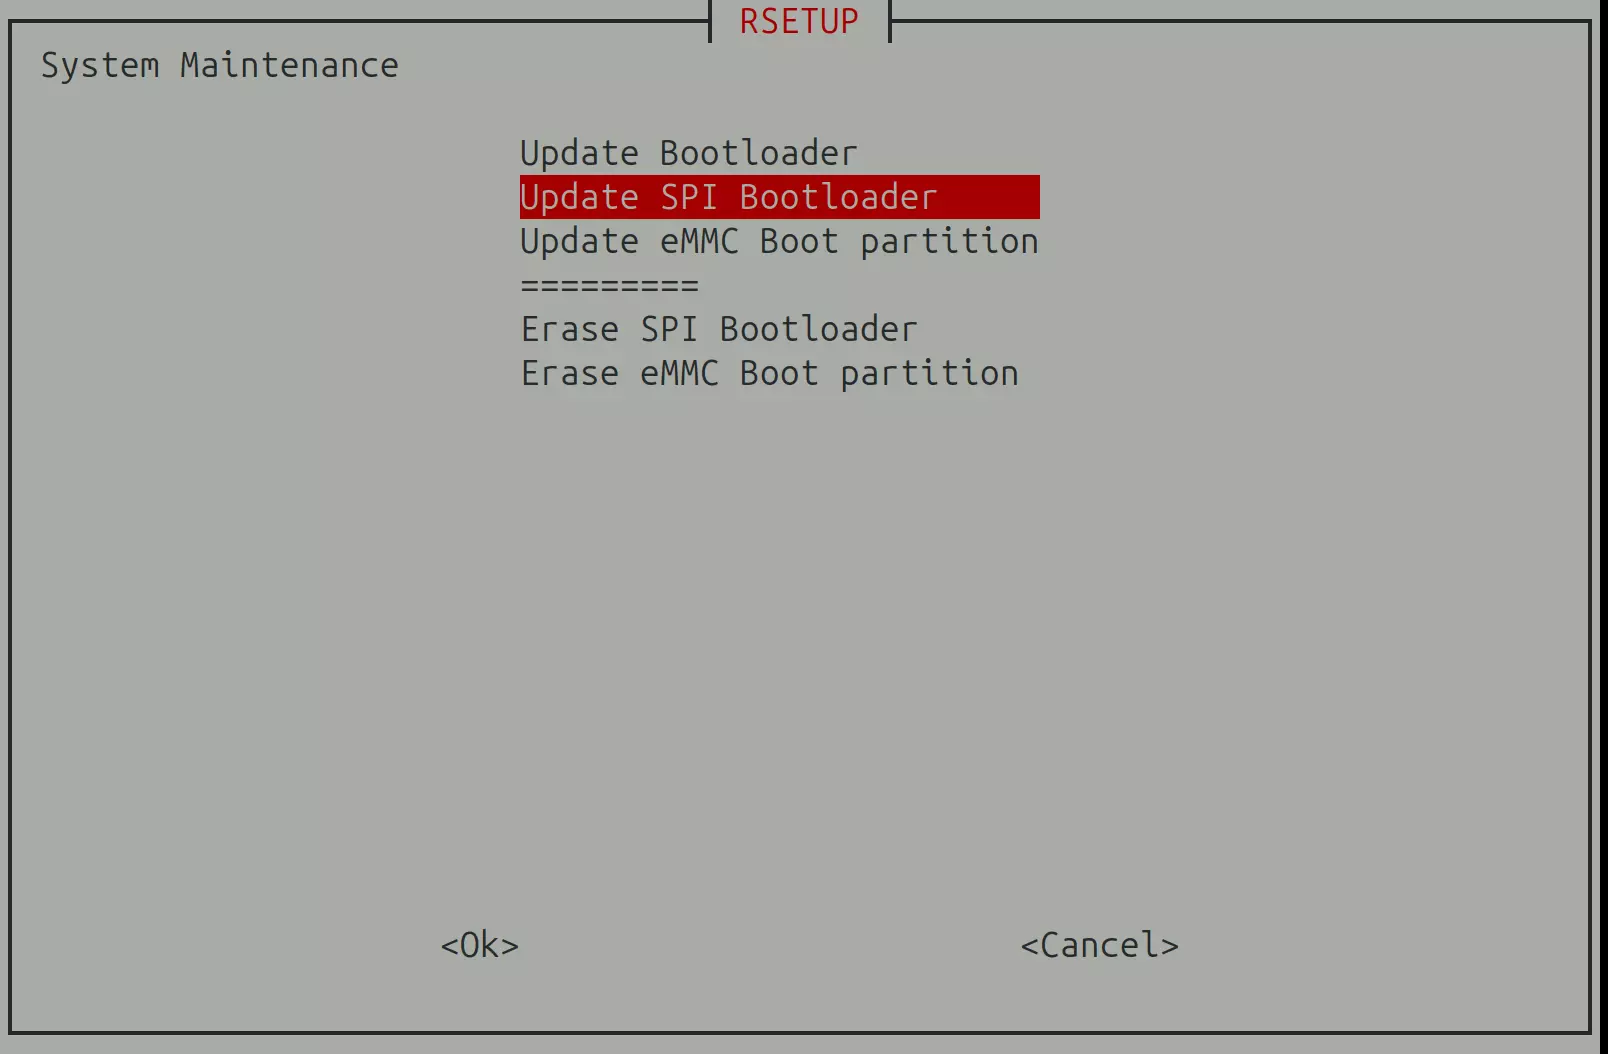 RSETUP
System Maintenance
Update Bootloader
Update SPI Bootloader
Update eMMC Boot partition
=========
Erase SPI Bootloader
Erase eMMC Boot partition
<Ok> <Cancel>